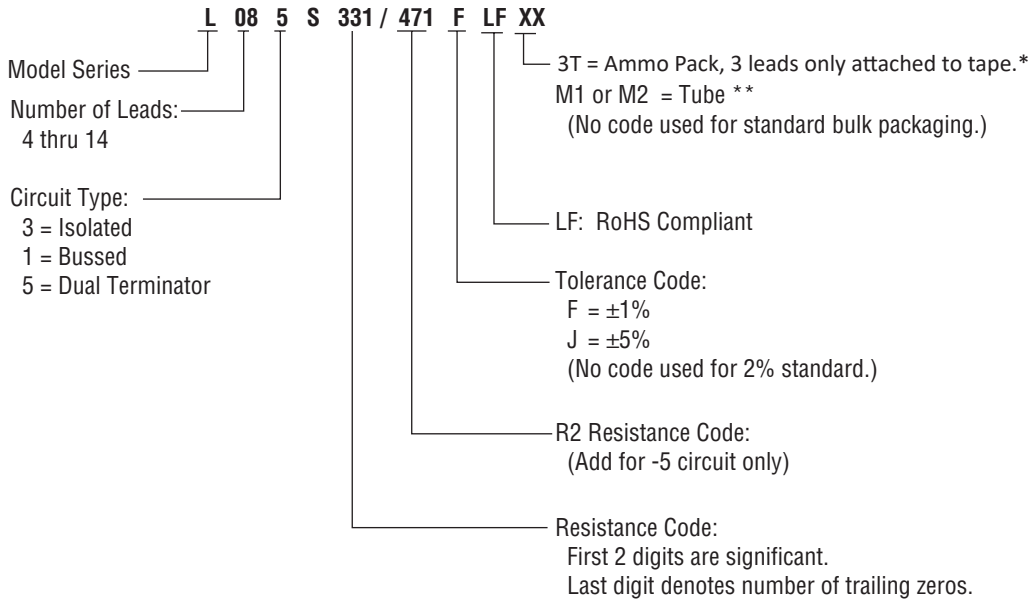 L 08 5 S 331 / 471 F LF XX
Model Series
Number of Leads:
4 thru 14
Circuit Type:
3 = Isolated
1 = Bussed
5 = Dual Terminator
3T = Ammo Pack, 3 leads only attached to tape.*
M1 or M2 = Tube **
(No code used for standard bulk packaging.)
LF: RoHS Compliant
Tolerance Code:
F = ±1%
J = ±5%
(No code used for 2% standard.)
R2 Resistance Code:
(Add for -5 circuit only)
Resistance Code:
First 2 digits are significant.
Last digit denotes number of trailing zeros.